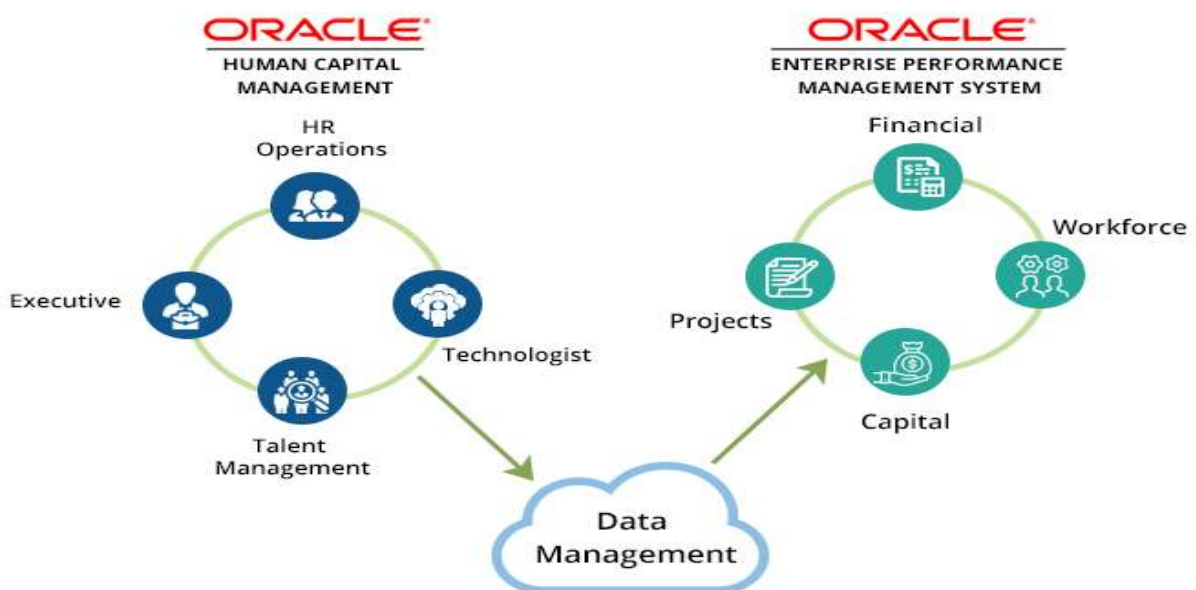 ORACLE®
HUMAN CAPITAL
MANAGEMENT
HR
Operations
Executive
Technologist
Talent
Management
ORACLE®
ENTERPRISE PERFORMANCE
MANAGEMENT SYSTEM
Financial
Workforce
Projects
Capital
Data
Management